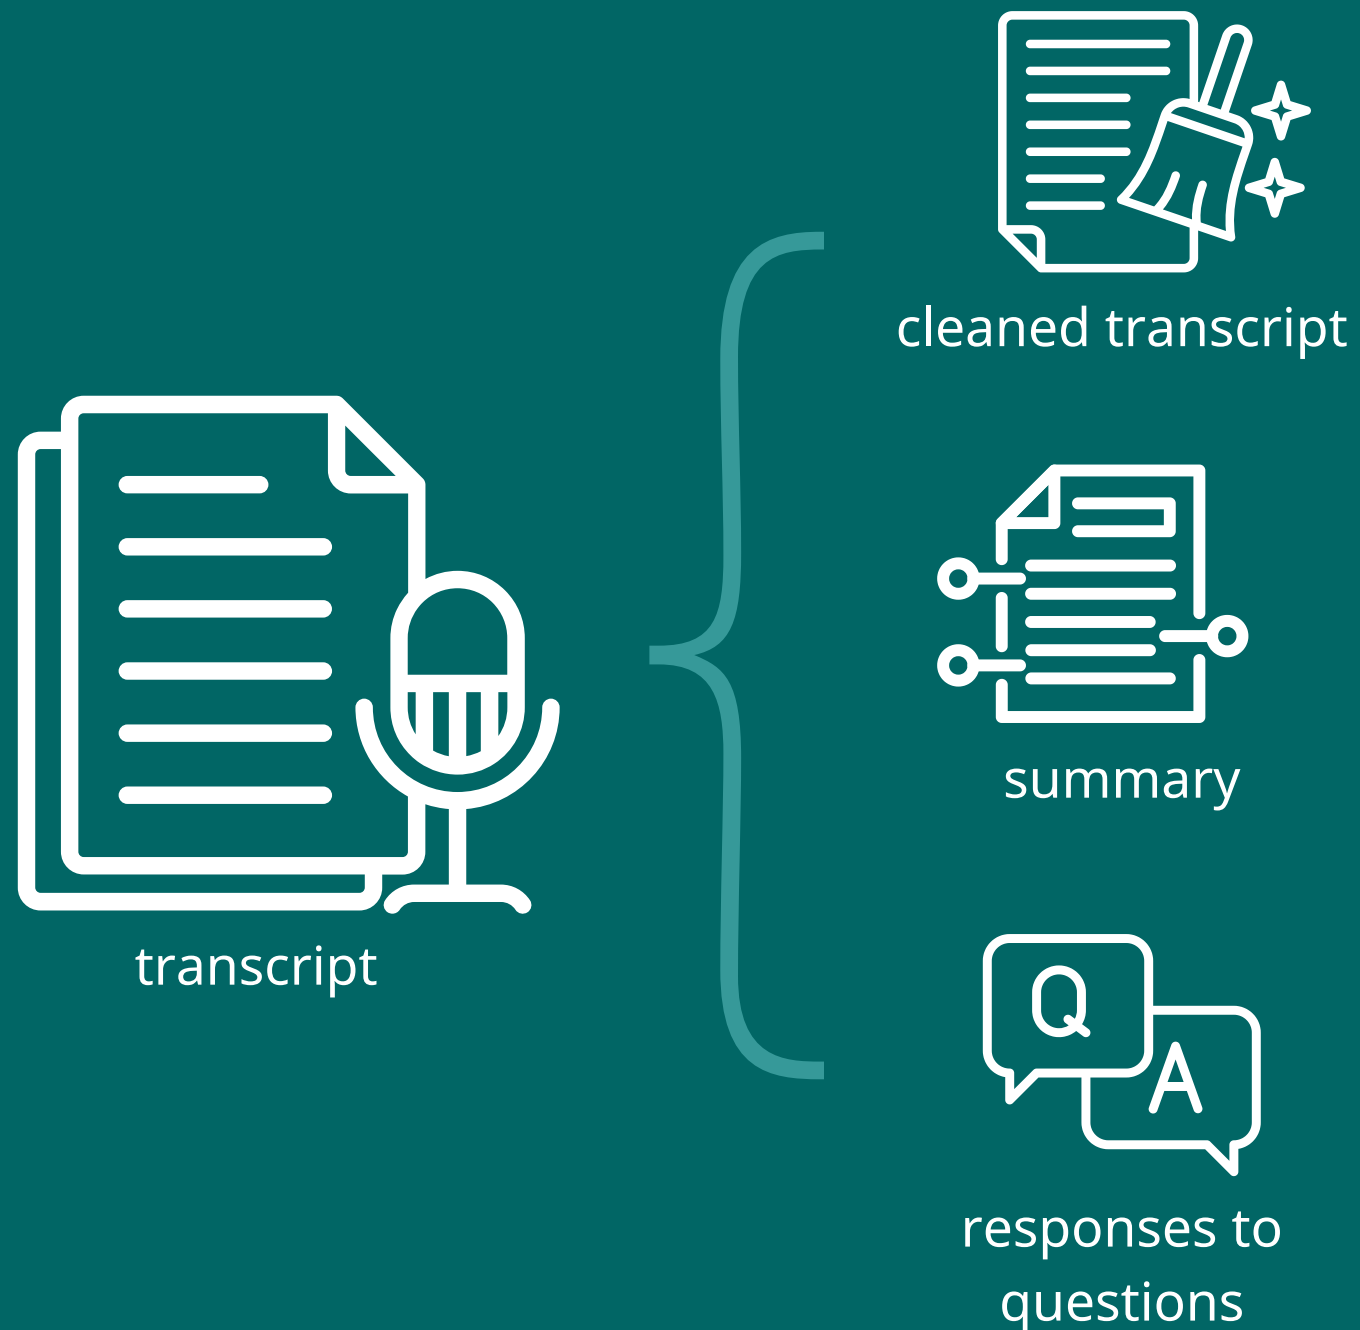 cleaned transcript
transcript
summary
Q
A
responses to
questions